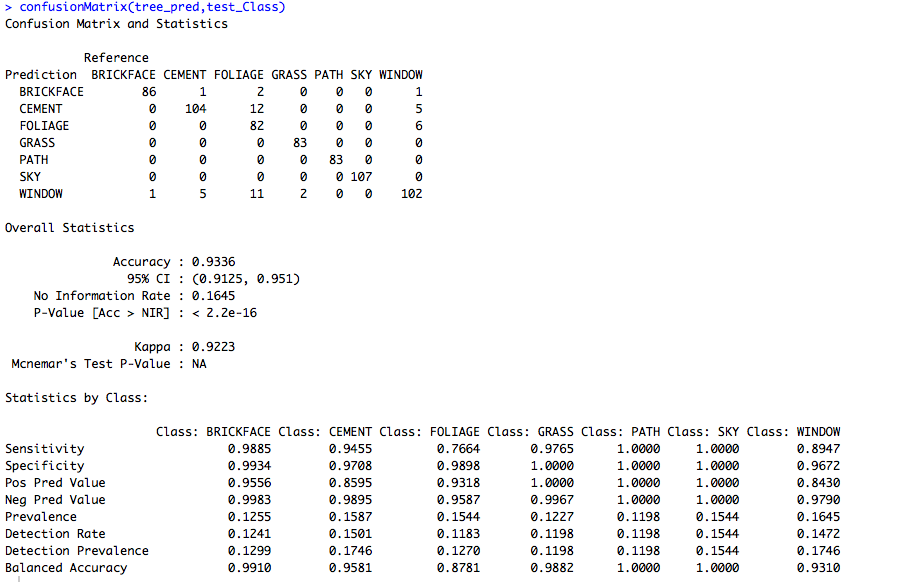 > confusionMatrix(tree_pred,test_Class)
Confusion Matrix and Statistics
Reference
Prediction BRICKFACE CEMENT FOLIAGE GRASS PATH SKY WINDOW
BRICKFACE 86 1 2 0 0 0 1
CEMENT 0 104 12 0 0 0 5
FOLIAGE 0 0 82 0 0 0 6
GRASS 0 0 0 83 0 0 0
PATH 0 0 0 0 83 0 0
SKY 0 0 0 0 0 107 0
WINDOW 1 5 11 2 0 0 102
Overall Statistics
Accuracy : 0.9336
95% CI : (0.9125, 0.951)
No Information Rate : 0.1645
P-Value [Acc > NIR] : < 2.2e-16
Kappa : 0.9223
Mcnemar's Test P-Value : NA
Statistics by Class:
Class: BRICKFACE Class: CEMENT Class: FOLIAGE Class: GRASS Class: PATH Class: SKY Class: WINDOW
Sensitivity 0.9885 0.9455 0.7664 0.9765 1.0000 1.0000 0.8947
Specificity 0.9934 0.9708 0.9898 1.0000 1.0000 1.0000 0.9672
Pos Pred Value 0.9556 0.8595 0.9318 1.0000 1.0000 1.0000 0.8430
Neg Pred Value 0.9983 0.9895 0.9587 0.9967 1.0000 1.0000 0.9790
Prevalence 0.1255 0.1587 0.1544 0.1227 0.1198 0.1544 0.1645
Detection Rate 0.1241 0.1501 0.1183 0.1198 0.1198 0.1544 0.1472
Detection Prevalence 0.1299 0.1746 0.1270 0.1198 0.1198 0.1544 0.1746
Balanced Accuracy 0.9910 0.9581 0.8781 0.9882 1.0000 1.0000 0.9310